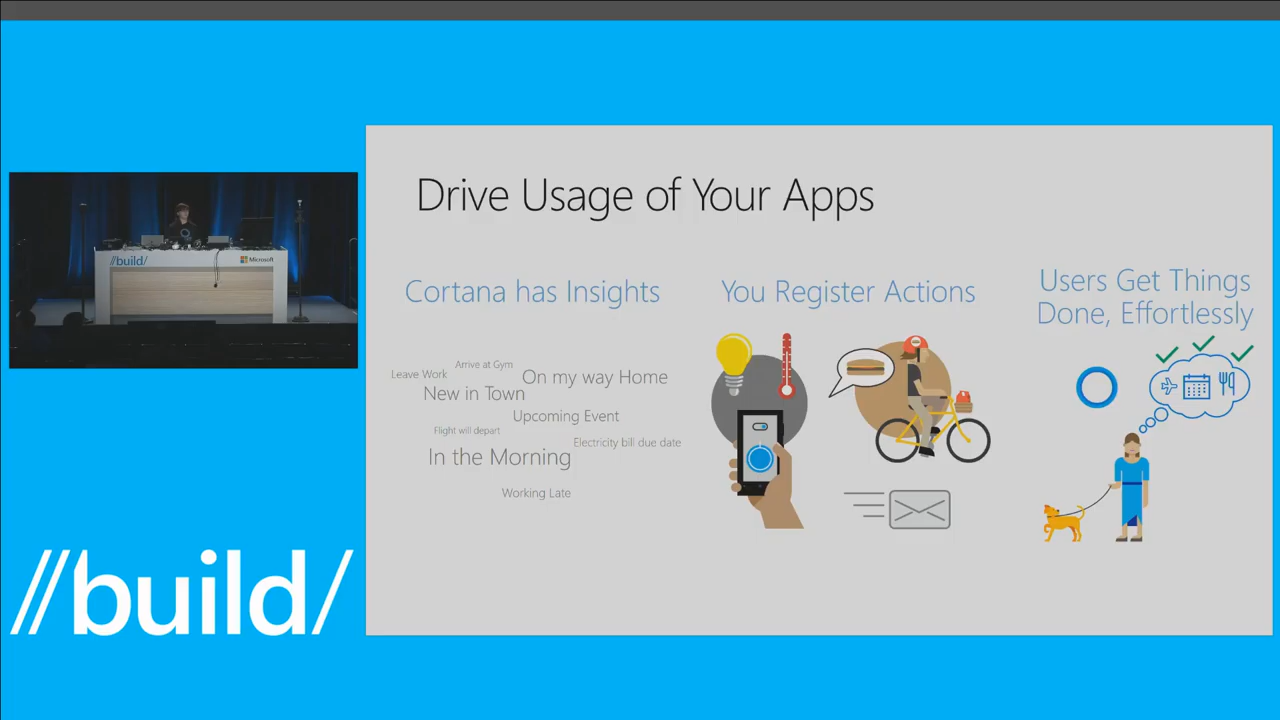 Drive Usage of Your Apps
Cortana has Insights
Leave Work
Arrive at Gym
On my way Home
New in Town
Upcoming Event
Flight will depart
Electricity bill due date
In the Morning
Working Late
You Register Actions
Users Get Things
Done, Effortlessly
//build/
Microsoft
//build/